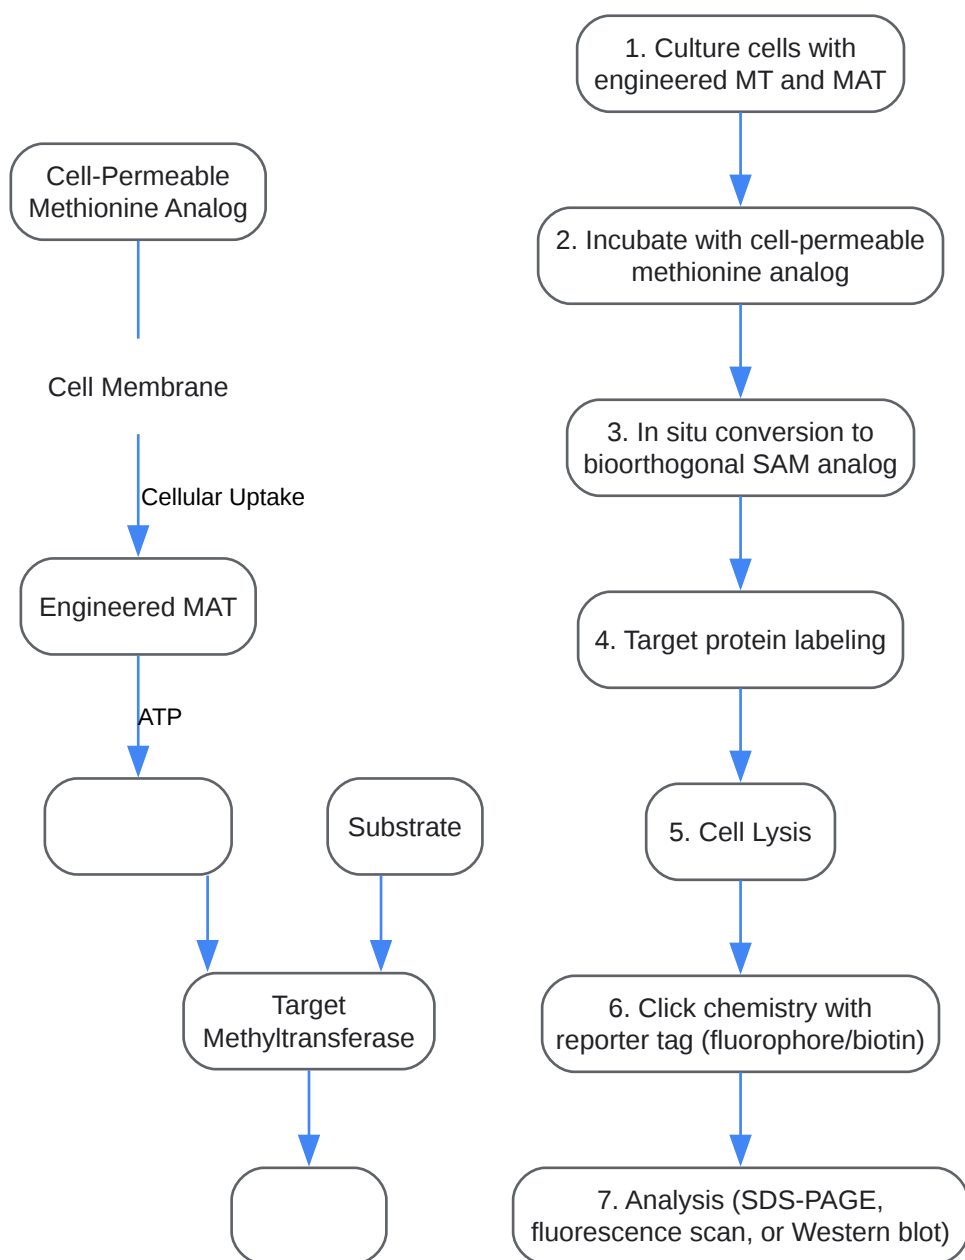 Cell-Permeable
Methionine Analog
Cell Membrane
Cellular Uptake
Engineered MAT
ATP
Substrate
Target
Methyltransferase
1. Culture cells with
engineered MT and MAT
2. Incubate with cell-permeable
methionine analog
3. In situ conversion to
bioorthogonal SAM analog
4. Target protein labeling
5. Cell Lysis
6. Click chemistry with
reporter tag (fluorophore/biotin)
7. Analysis (SDS-PAGE,
fluorescence scan, or Western blot)